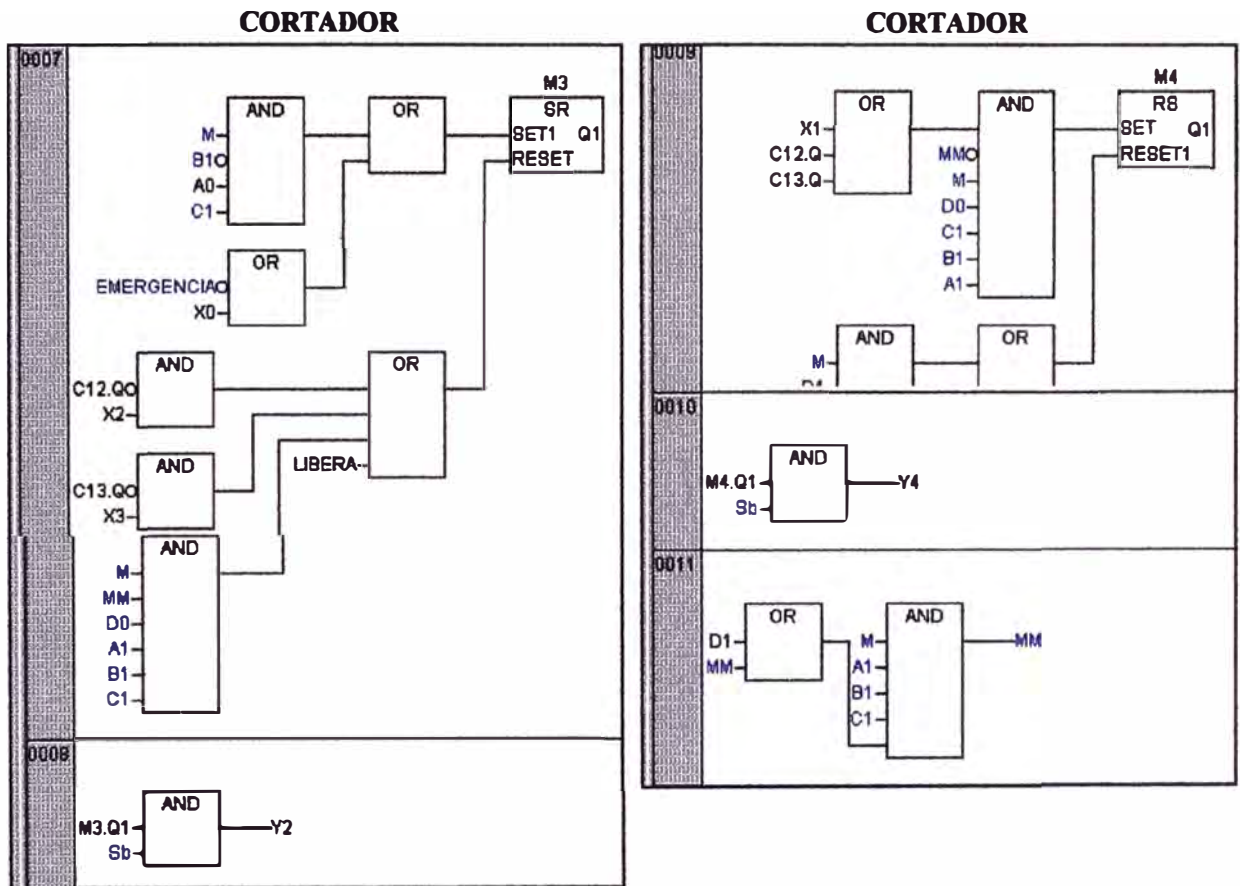 CORTADOR
0007
M3
AND
OR
SR
M
SET1 Q1
B1
RESET
A0
C1
OR
EMERGENCIA
X0
AND
OR
C12.Q
X2
AND
LIBERA
C13.Q
X3
AND
M
MM
D0
A1
B1
C1
0008
AND
M3.Q1
Y2
Sb
CORTADOR
0009
M4
OR
AND
RS
X1
SET Q1
C12.Q
MM
RESET1
C13.Q
M
D0
C1
B1
A1
AND
OR
M
0010
AND
M4.Q1
Y4
Sb
0011
OR
AND
D1
M
MM
MM
A1
B1
C1